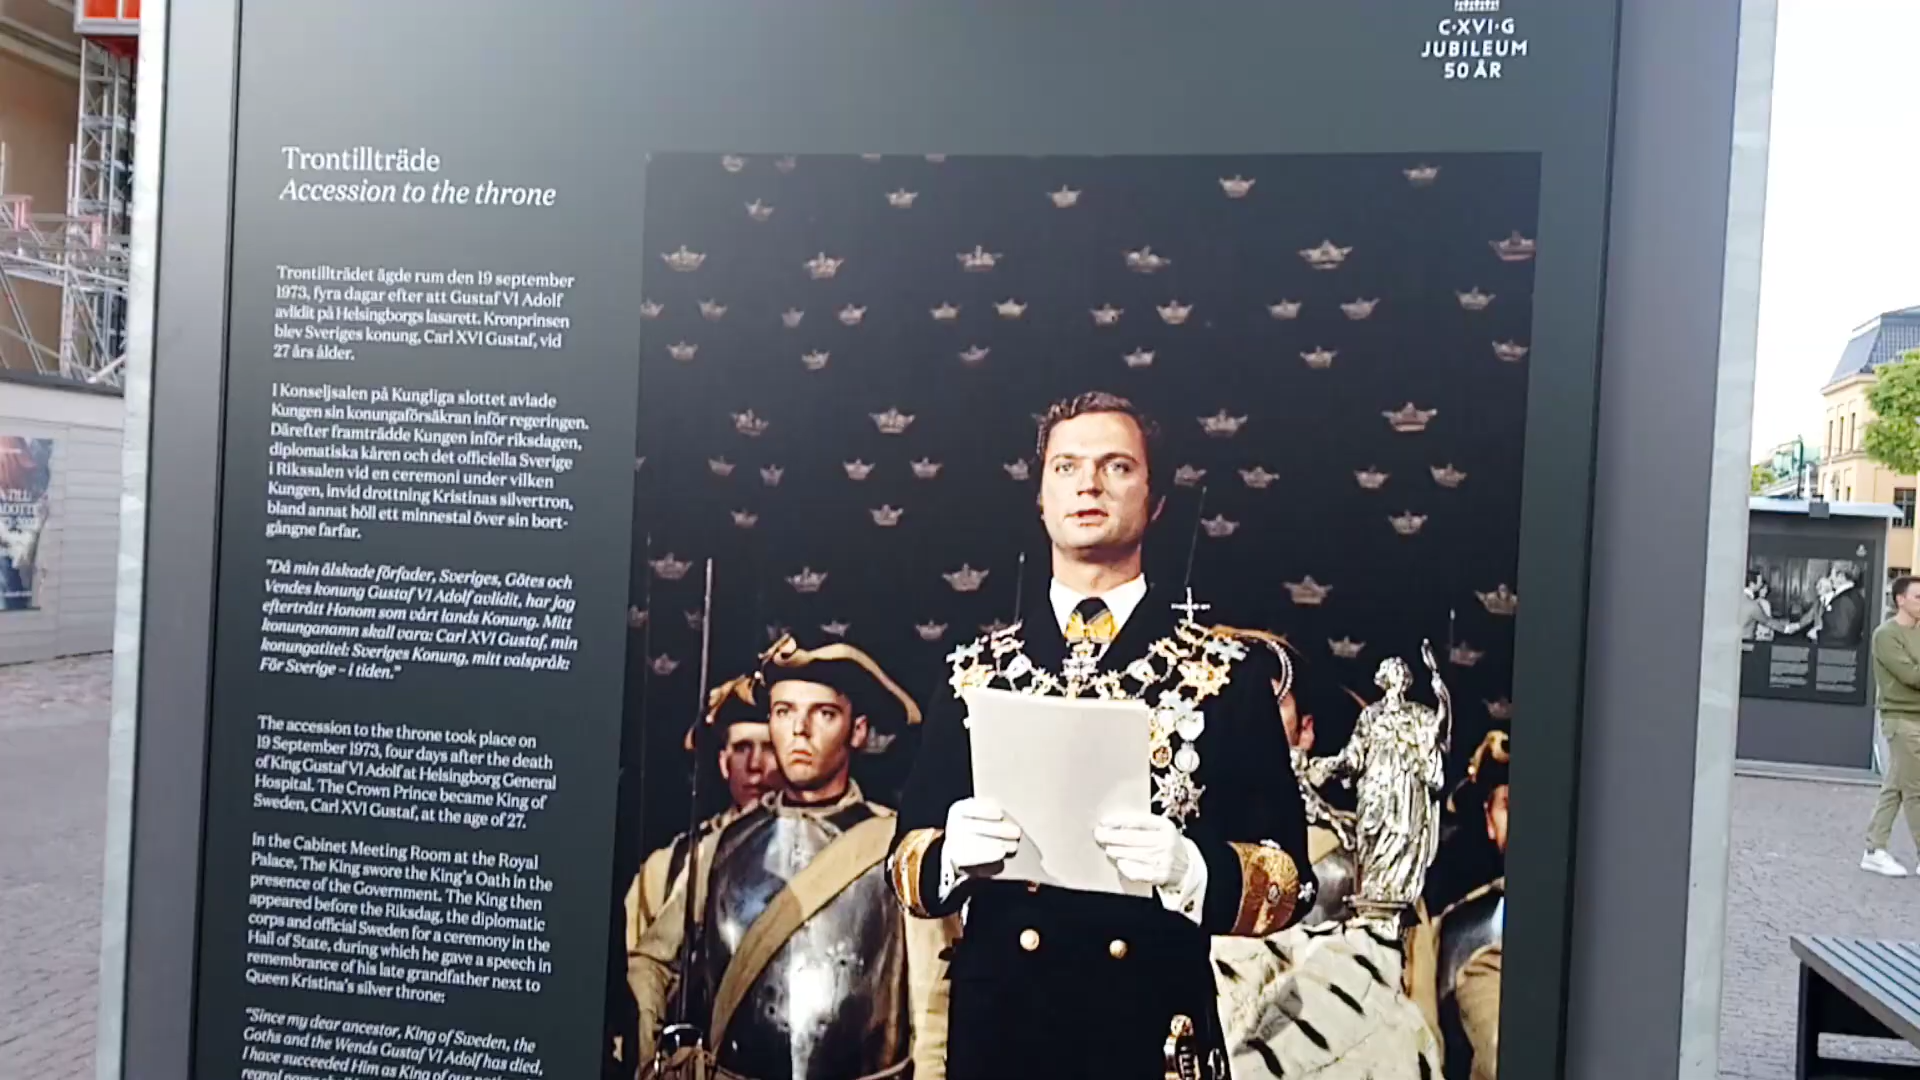 C·XVI·G
JUBILEUM
50 ÅR
Trontillträde
Accession to the throne
Trontillträdet ägde rum den 19 september
1973, fyra dagar efter att Gustaf VI Adolf
avlidit på Helsingborgs lasarett. Kronprinsen
blev Sveriges konung, Carl XVI Gustaf, vid
27 års ålder.
I Konseljsalen på Kungliga slottet avlade
Kungen sin konungaförsäkran inför regeringen.
Därefter framträdde Kungen inför riksdagen,
diplomatiska kåren och det officiella Sverige
i Rikssalen vid en ceremoni under vilken
Kungen, invid drottning Kristinas silvertron,
bland annat höll ett minnestal över sin bort-
gångne farfar.
"Då min älskade förfader, Sveriges, Götes och
Vendes konung Gustaf VI Adolf avlidit, har jag
efterträtt Honom som vårt lands Konung. Mitt
konunganamn skall vara: Carl XVI Gustaf, min
konungatitel: Sveriges Konung, mitt valspråk:
För Sverige – i tiden."
The accession to the throne took place on
19 September 1973, four days after the death
of King Gustaf VI Adolf at Helsingborg General
Hospital. The Crown Prince became King of
Sweden, Carl XVI Gustaf, at the age of 27.
In the Cabinet Meeting Room at the Royal
Palace, The King swore the King's Oath in the
presence of the Government. The King then
appeared before the Riksdag, the diplomatic
corps and official Sweden for a ceremony in the
Hall of State, during which he gave a speech in
remembrance of his late grandfather next to
Queen Kristina's silver throne:
"Since my dear ancestor, King of Sweden, the
Goths and the Wends Gustaf VI Adolf has died,
I have succeeded Him as King of our